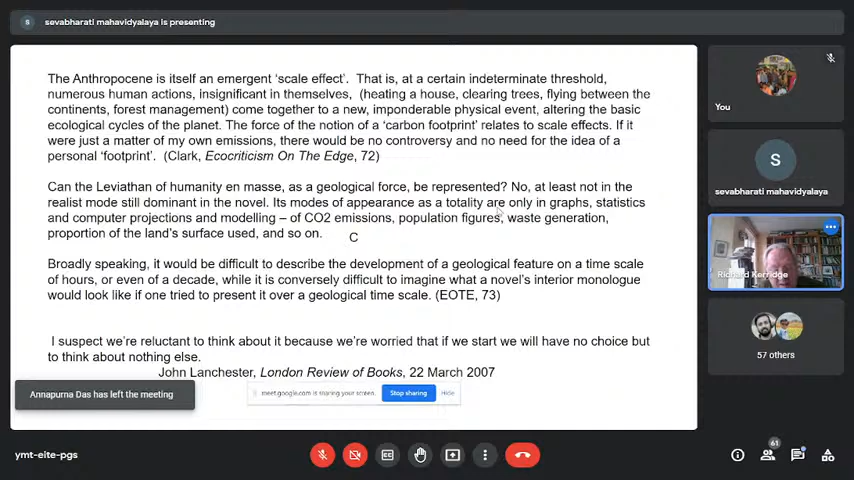 S sevabharati mahavidyalaya is presenting
The Anthropocene is itself an emergent ‘scale effect’. That is, at a certain indeterminate threshold,
numerous human actions, insignificant in themselves, (heating a house, clearing trees, flying between the
continents, forest management) come together to a new, imponderable physical event, altering the basic
ecological cycles of the planet. The force of the notion of a ‘carbon footprint’ relates to scale effects. If it
were just a matter of my own emissions, there would be no controversy and no need for the idea of a
personal ‘footprint’. (Clark, Ecocriticism On The Edge, 72)
Can the Leviathan of humanity en masse, as a geological force, be represented? No, at least not in the
realist mode still dominant in the novel. Its modes of appearance as a totality are only in graphs, statistics
and computer projections and modelling – of CO2 emissions, population figures, waste generation,
proportion of the land's surface used, and so on.
C
Broadly speaking, it would be difficult to describe the development of a geological feature on a time scale
of hours, or even of a decade, while it is conversely difficult to imagine what a novel's interior monologue
would look like if one tried to present it over a geological time scale. (EOTE, 73)
I suspect we're reluctant to think about it because we're worried that if we start we will have no choice but
to think about nothing else.
John Lanchester, London Review of Books, 22 March 2007
Annapurna Das has left the meeting
meet.google.com is sharing your screen.
Stop sharing
Hide
You
S
sevabharati mahavidyalaya
Richard Kerridge
57 others
ymt-eite-pgs
61